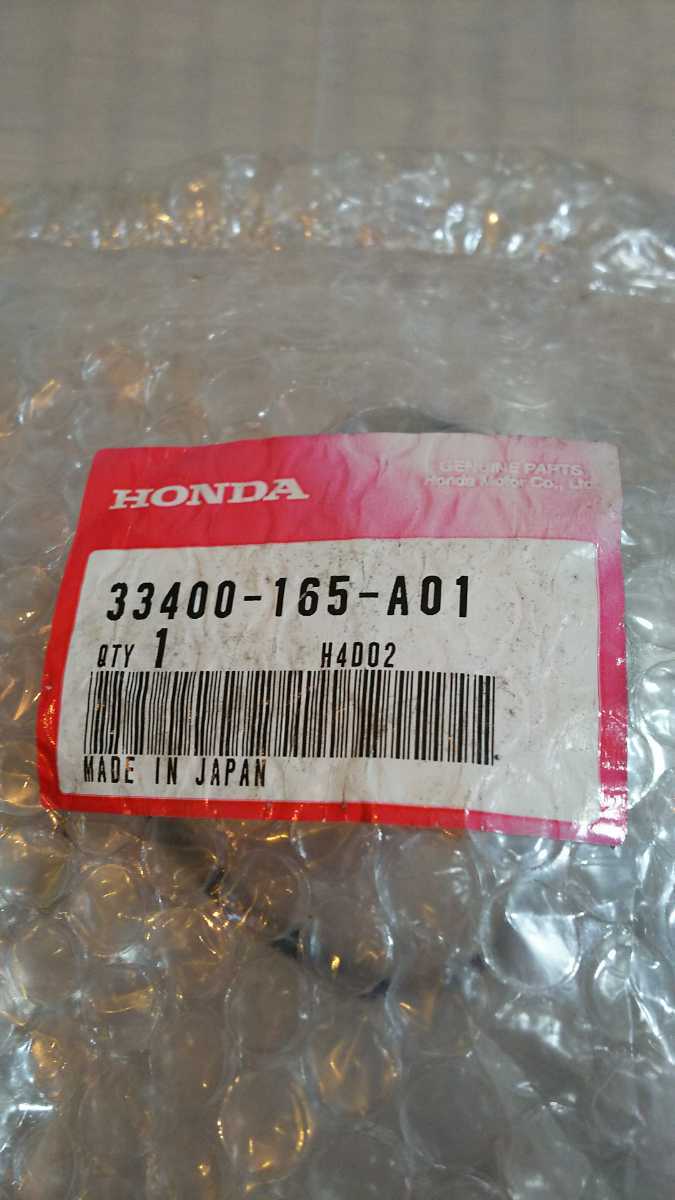 HONDA
GENUINE PARTS
Honda Motor Co., Ltd.
33400-165-A01
QTY 1 H4D02
MADE IN JAPAN